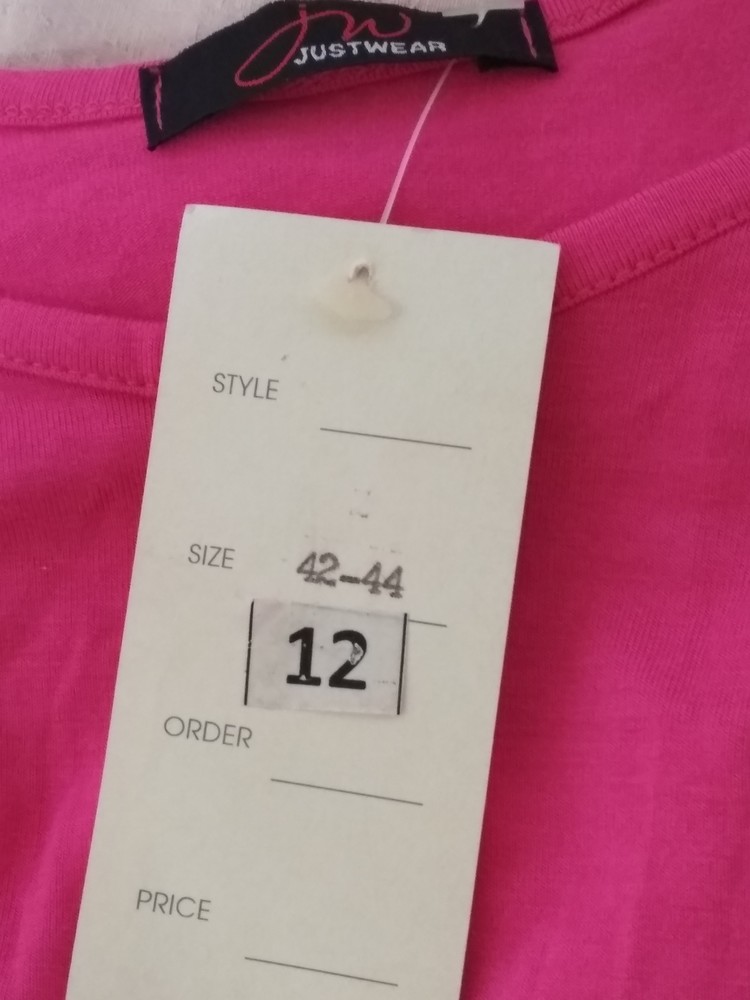 jw
JUSTWEAR
STYLE
SIZE 42-44
12
ORDER
PRICE